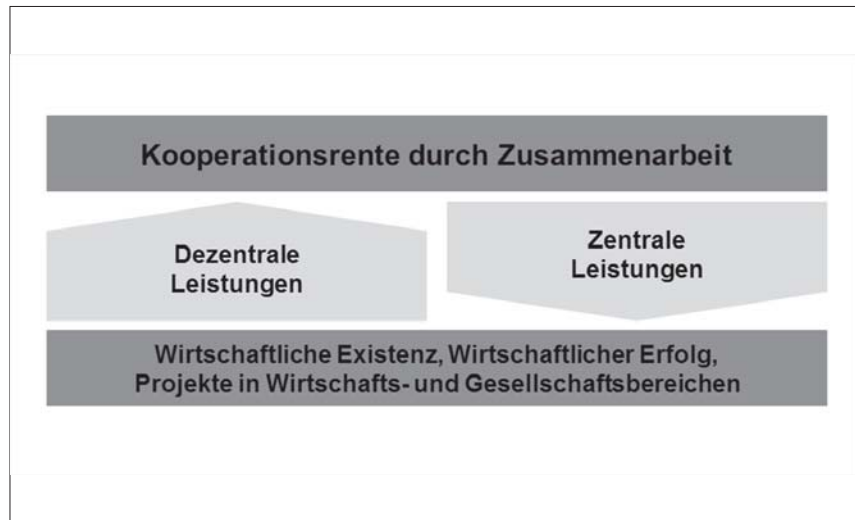 Kooperationsrente durch Zusammenarbeit
Dezentrale
Leistungen
Zentrale
Leistungen
Wirtschaftliche Existenz, Wirtschaftlicher Erfolg,
Projekte in Wirtschafts- und Gesellschaftsbereichen